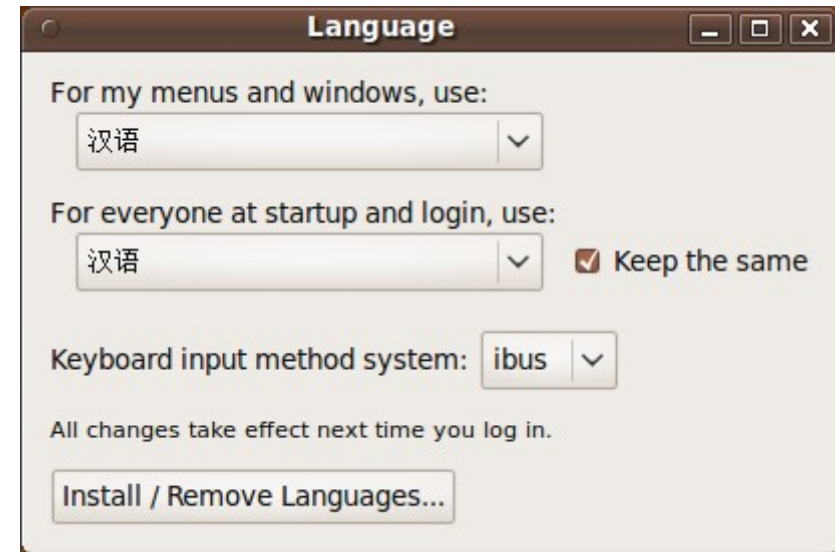 Language
For my menus and windows, use:
汉语
For everyone at startup and login, use:
汉语 Keep the same
Keyboard input method system: ibus
All changes take effect next time you log in.
Install / Remove Languages...